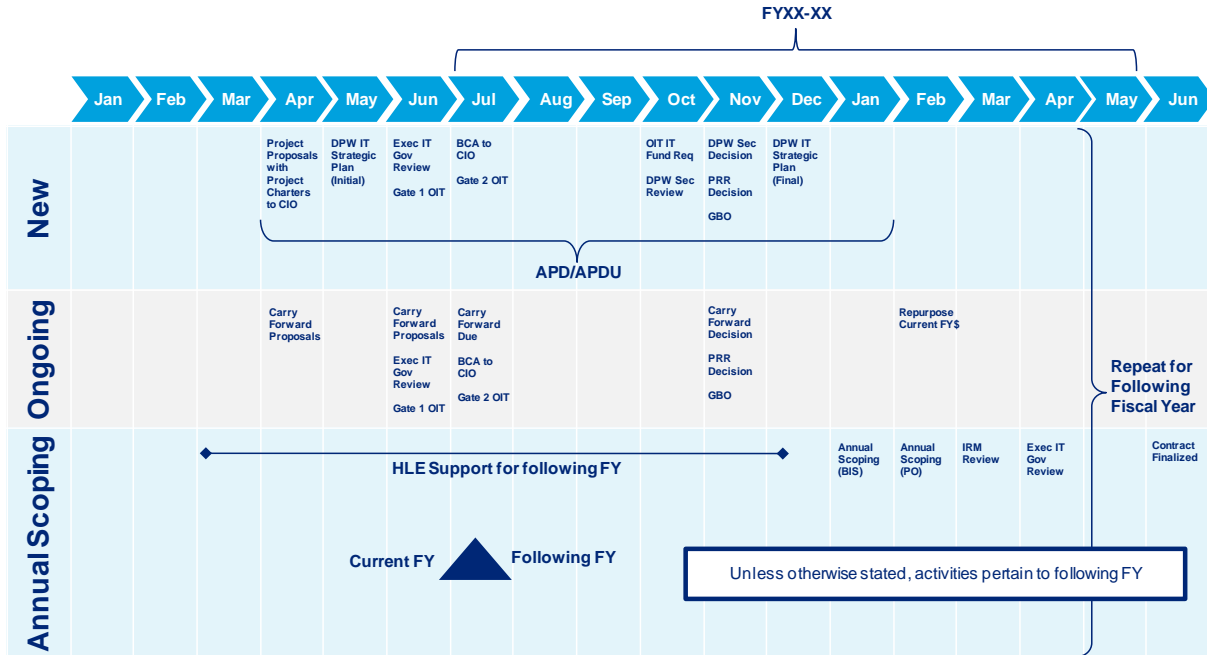 FYXX-XX
Jan
Feb
Mar
Apr
May
Jun
Jul
Aug
Sep
Oct
Nov
Dec
Jan
Feb
Mar
Apr
May
Jun
New
Project
Proposals
with
Project
Charters
to CIO
DPW IT
Strategic
Plan
(Initial)
Exec IT
Gov
Review
Gate 1 OIT
BCA to
CIO
Gate 2 OIT
OIT IT
Fund Req
DPW Sec
Review
DPW Sec
Decision
PRR
Decision
GBO
DPW IT
Strategic
Plan
(Final)
APD/APDU
Ongoing
Carry
Forward
Proposals
Carry
Forward
Proposals
Exec IT
Gov
Review
Gate 1 OIT
Carry
Forward
Due
BCA to
CIO
Gate 2 OIT
Carry
Forward
Decision
PRR
Decision
GBO
Repurpose
Current FY$
Repeat for
Following
Fiscal Year
Annual Scoping
HLE Support for following FY
Annual
Scoping
(BIS)
Annual
Scoping
(PO)
IRM
Review
Exec IT
Gov
Review
Contract
Finalized
Current FY
Following FY
Unless otherwise stated, activities pertain to following FY